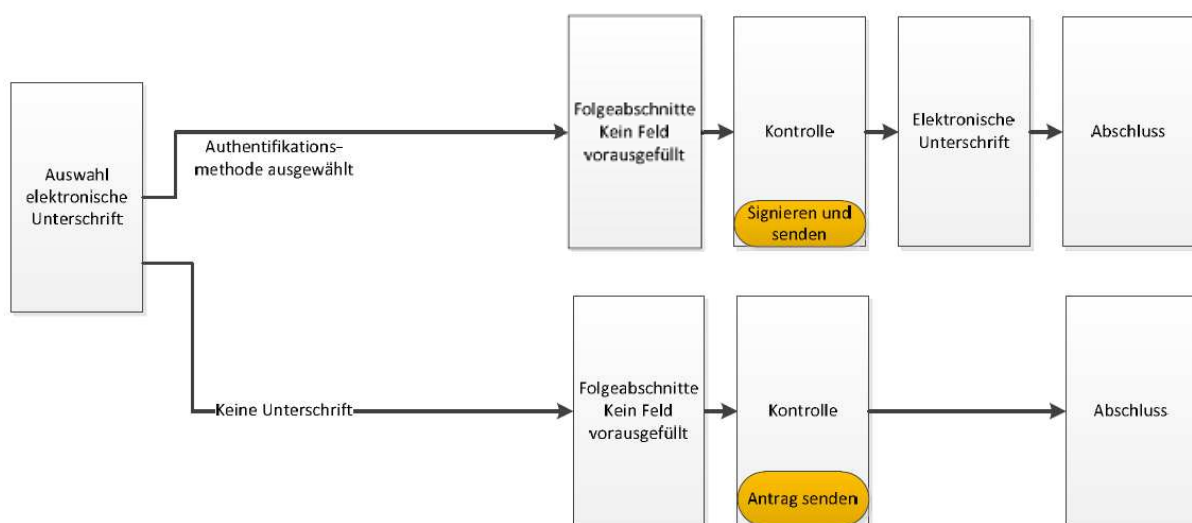 Auswahl
elektronische
Unterschrift
Authentifikations-
methode ausgewählt
Folgeabschnitte
Kein Feld
vorausgefüllt
Kontrolle
Signieren und
senden
Elektronische
Unterschrift
Abschluss
Keine Unterschrift
Folgeabschnitte
Kein Feld
vorausgefüllt
Kontrolle
Antrag senden
Abschluss